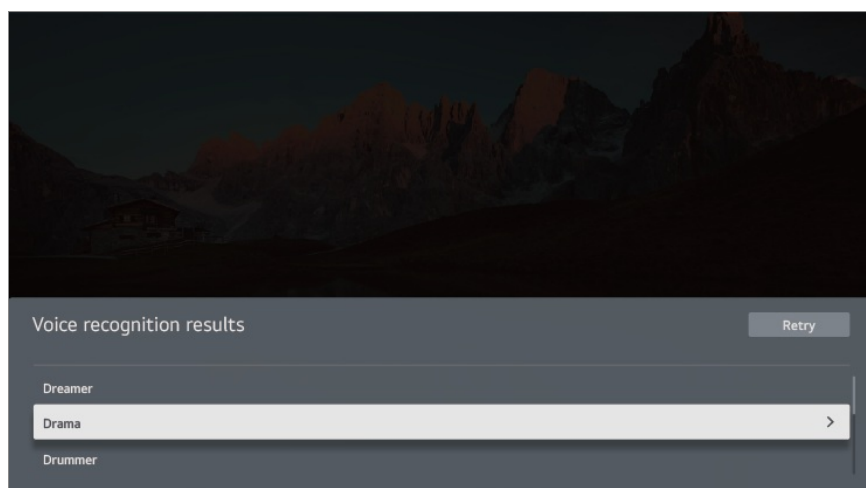 Voice recognition results
Retry
Dreamer
Drama
Drummer